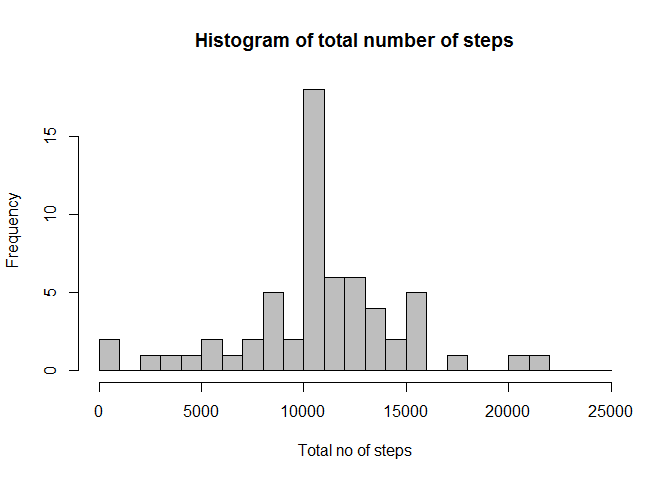 Histogram of total number of steps
Frequency
15
10
5
0
0 5000 10000 15000 20000 25000
Total no of steps